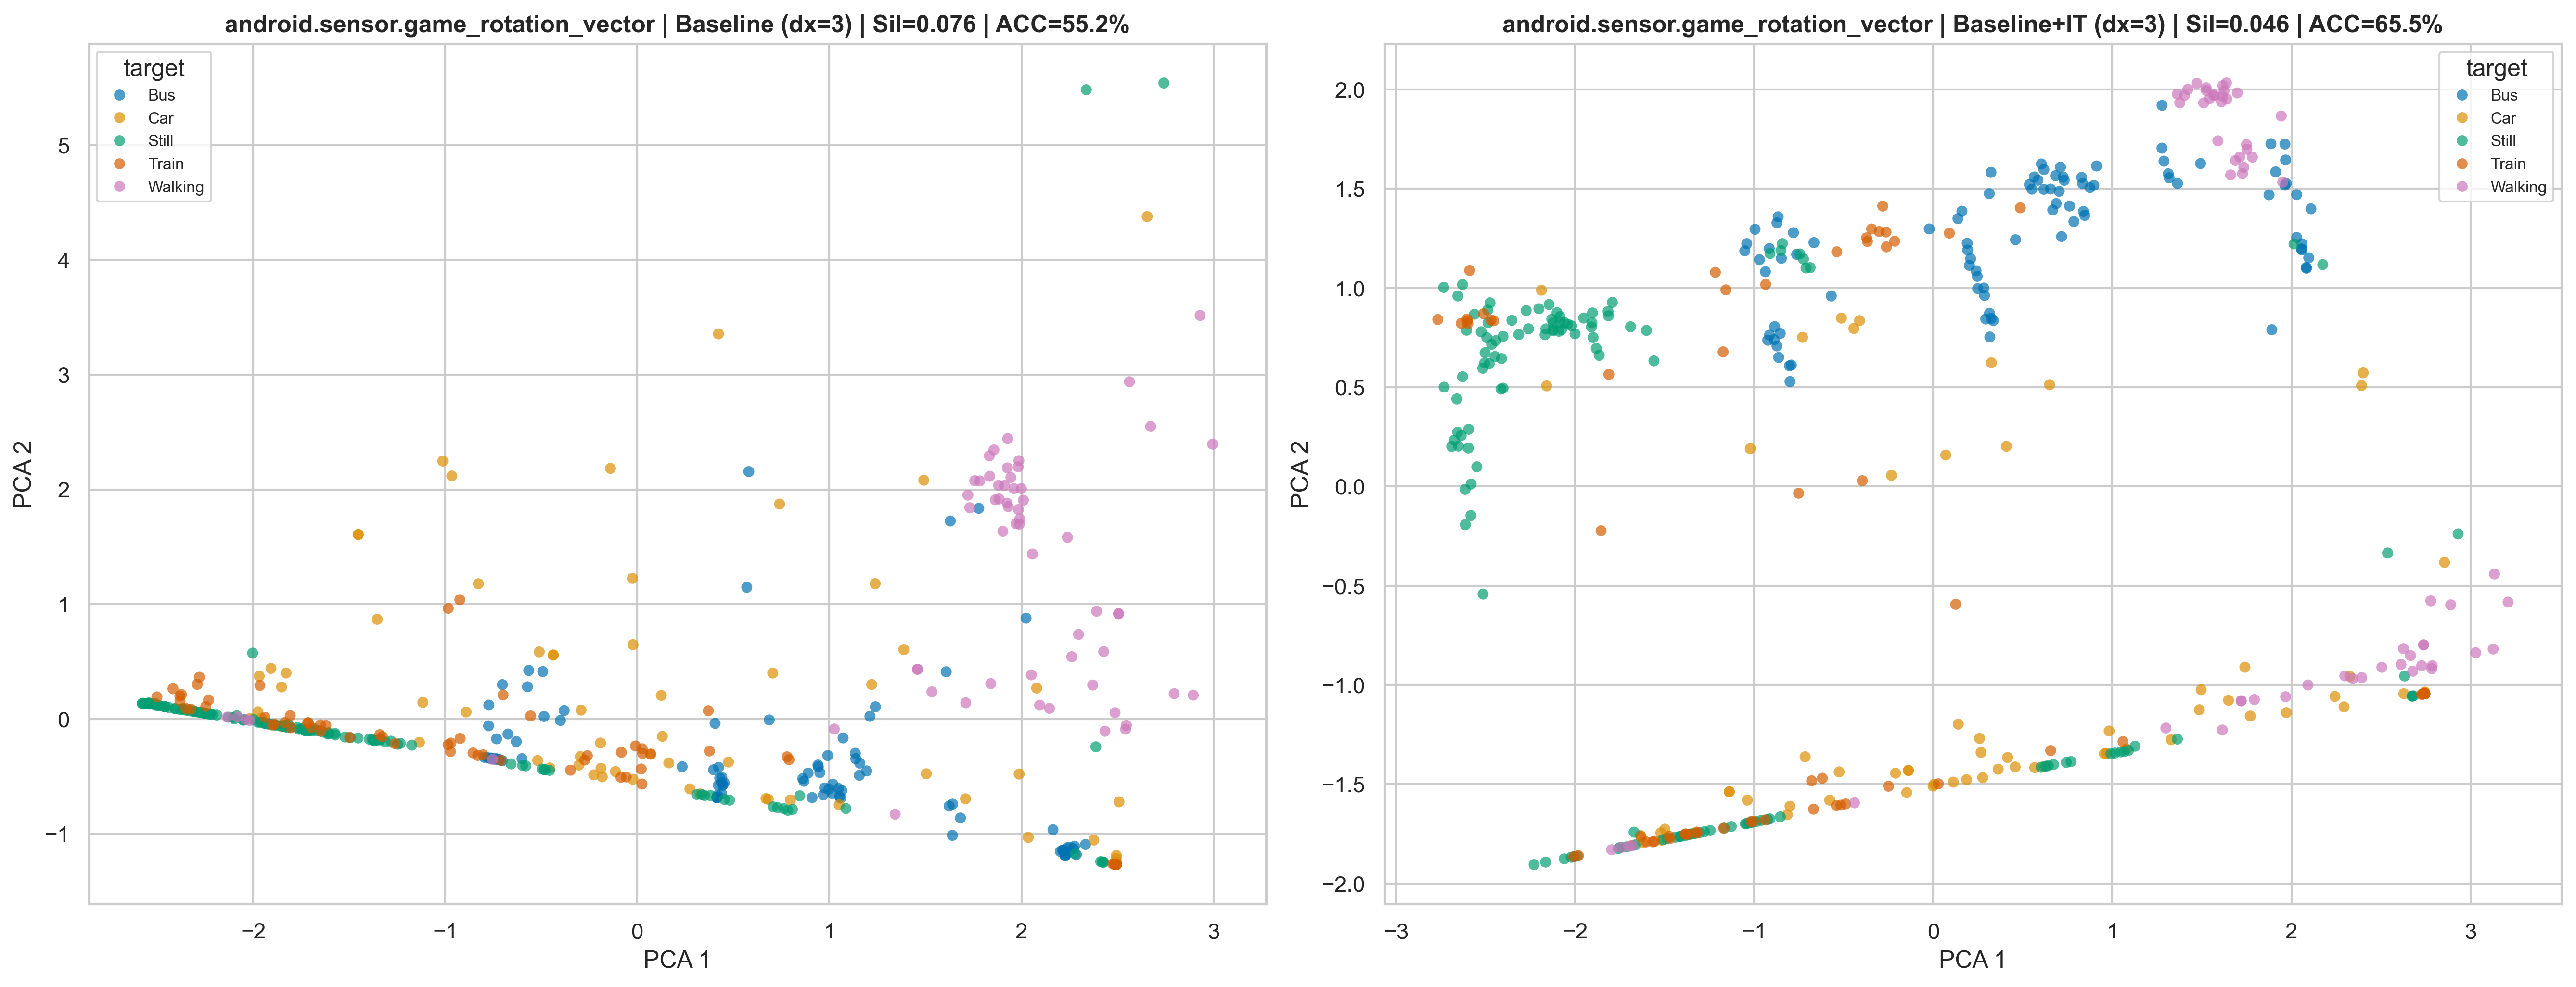 android.sensor.game_rotation_vector | Baseline (dx=3) | Sil=0.076 | ACC=55.2%
target
Bus
Car
Still
Train
Walking
5
4
3
2
1
0
−1
PCA 2
−2
−1
0
1
2
3
PCA 1
android.sensor.game_rotation_vector | Baseline+IT (dx=3) | Sil=0.046 | ACC=65.5%
target
Bus
Car
Still
Train
Walking
2.0
1.5
1.0
0.5
0.0
−0.5
−1.0
−1.5
−2.0
PCA 2
−3
−2
−1
0
1
2
3
PCA 1